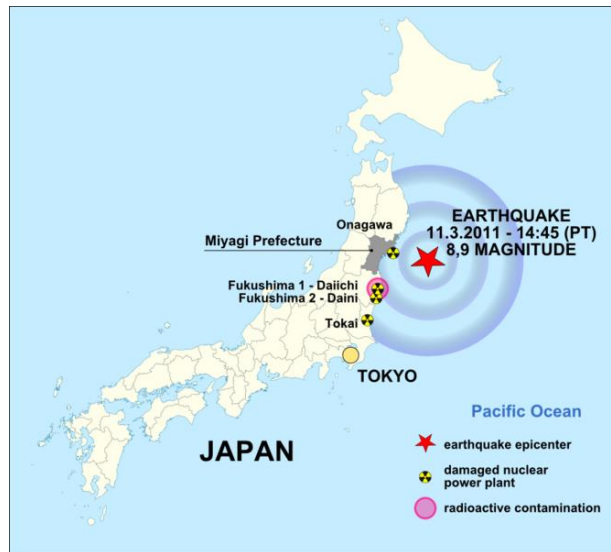 Onagawa
Miyagi Prefecture
EARTHQUAKE
11.3.2011 - 14:45 (PT)
8,9 MAGNITUDE
Fukushima 1 - Daiichi
Fukushima 2 - Daini
Tokai
TOKYO
JAPAN
Pacific Ocean
earthquake epicenter
damaged nuclear
power plant
radioactive contamination